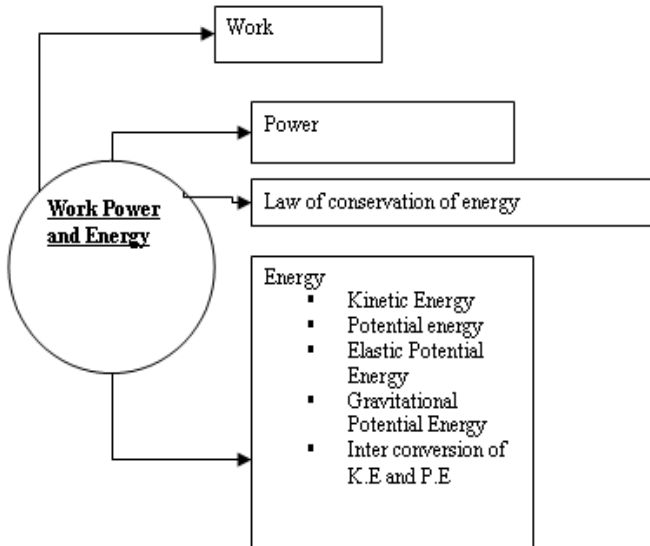 Work
Power
Work Power
and Energy
Law of conservation of energy
Energy
▪ Kinetic Energy
▪ Potential energy
▪ Elastic Potential
Energy
▪ Gravitational
Potential Energy
▪ Inter conversion of
K.E and P.E